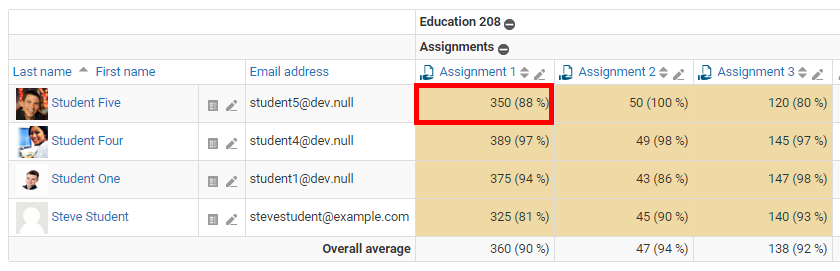 Education 208
Assignments
Last name First name Email address Assignment 1 Assignment 2 Assignment 3
Student Five student5@dev.null 350 (88 %) 50 (100 %) 120 (80 %)
Student Four student4@dev.null 389 (97 %) 49 (98 %) 145 (97 %)
Student One student1@dev.null 375 (94 %) 43 (86 %) 147 (98 %)
Steve Student stevestudent@example.com 325 (81 %) 45 (90 %) 140 (93 %)
Overall average 360 (90 %) 47 (94 %) 138 (92 %)